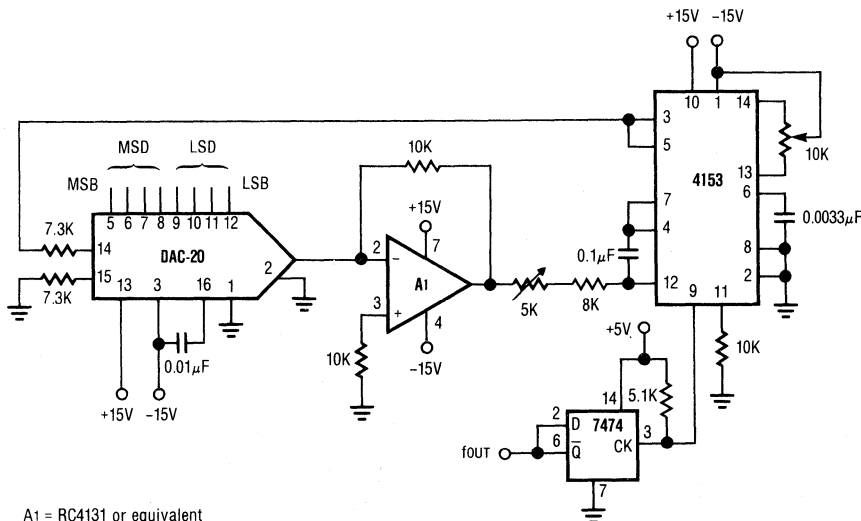 +15V -15V
10 1 14
3
5
10K
13
4153
6
7
4
0.0033µF
0.1µF
8
12
2
9 11
10K
10K
MSD LSD
MSB LSB
5 6 7 8 9 10 11 12
7.3K
14
DAC-20
2
15
7.3K
13 3 16 1
0.01µF
+15V -15V
+15V
2 − 7
A1
3 + 4
10K
-15V
5K 8K
+5V
14 5.1K
2 D 7474
3
6 Q̅ CK
fOUT
7
A1 = RC4131 or equivalent